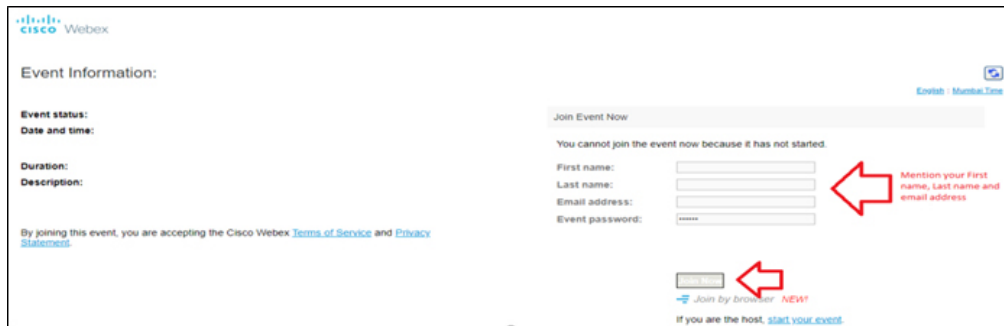 CISCO Webex
Event Information:
English | Mumbai Time
Event status:
Date and time:
Duration:
Description:
By joining this event, you are accepting the Cisco Webex Terms of Service and Privacy
Statement.
Join Event Now
You cannot join the event now because it has not started.
First name:
Last name:
Email address:
Event password:
Mention your First
name, Last name and
email address
Join by browser NEW!
If you are the host, start your event.